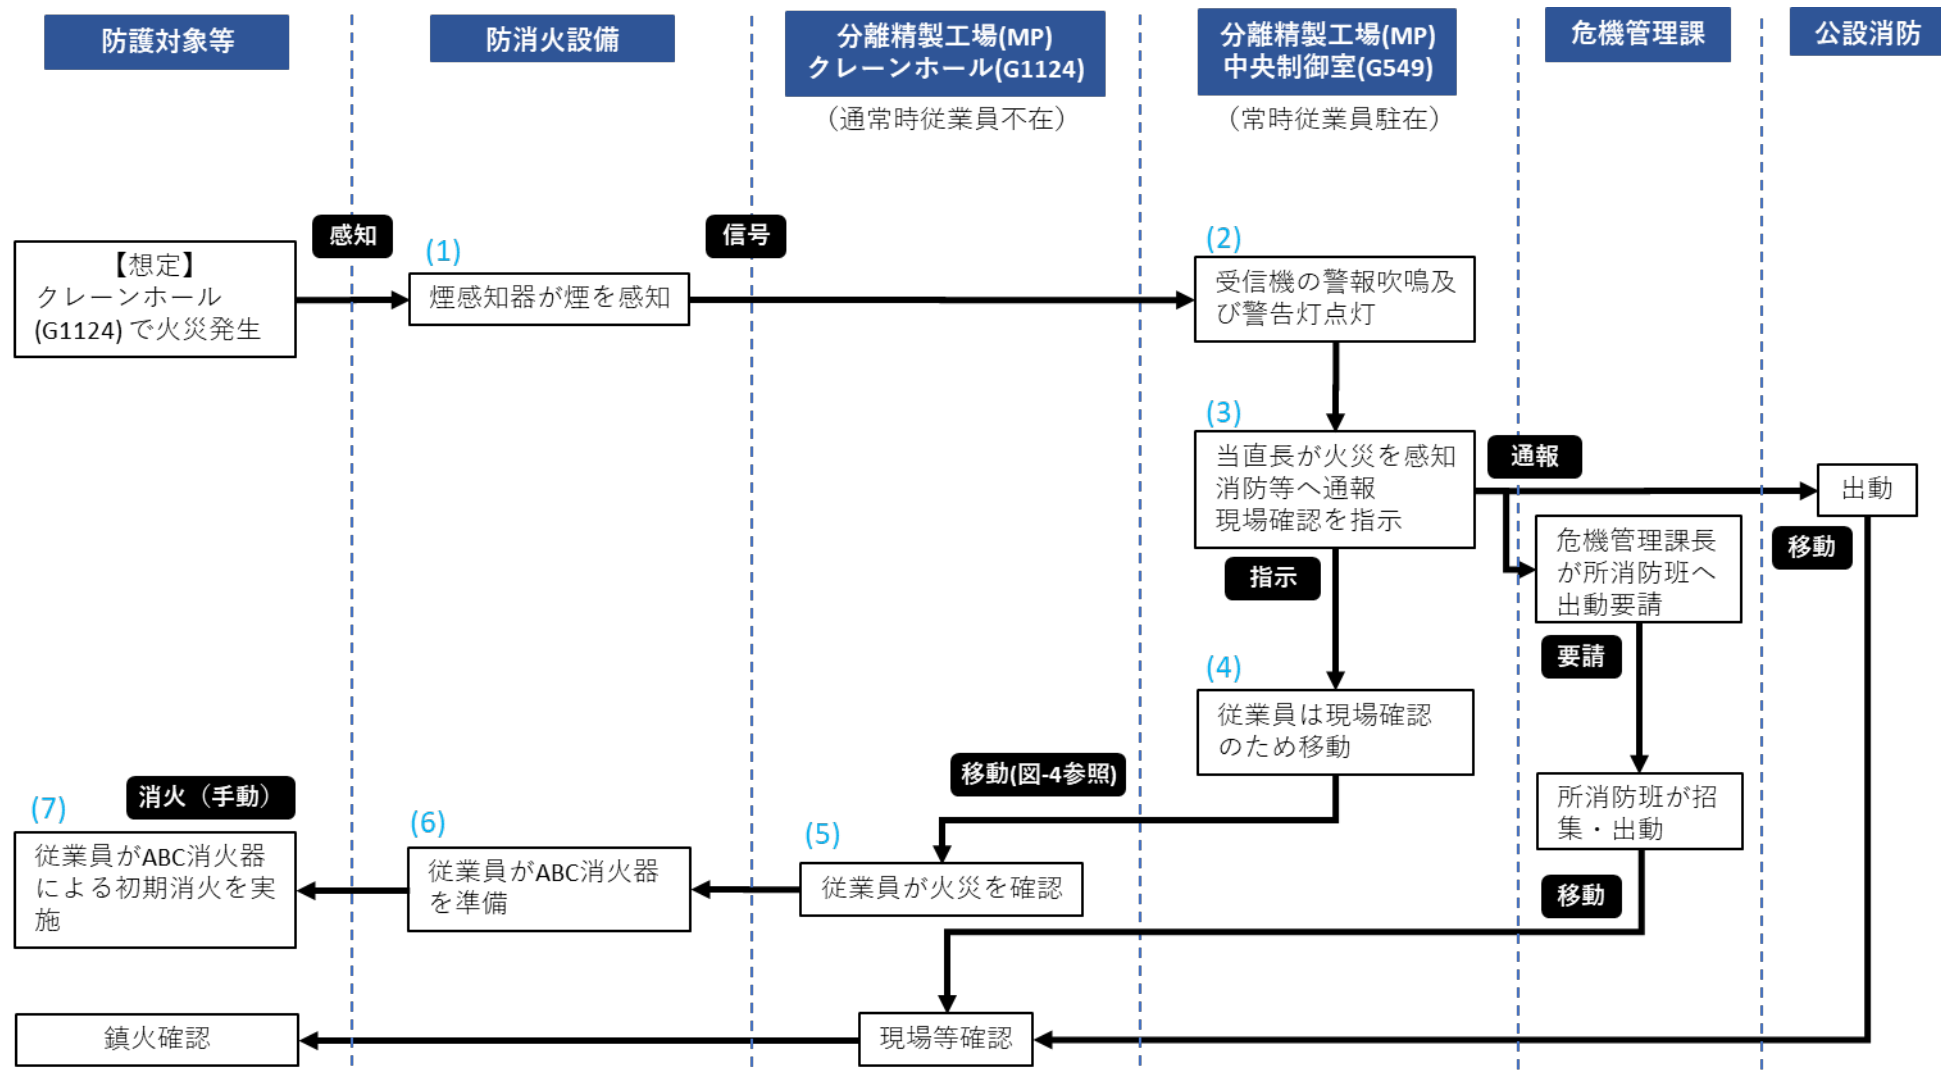 防護対象等
防消火設備
分離精製工場(MP)
クレーンホール(G1124)
（通常時従業員不在）
分離精製工場(MP)
中央制御室(G549)
（常時従業員駐在）
危機管理課
公設消防
【想定】
クレーンホール
(G1124) で火災発生
感知
(1)
煙感知器が煙を感知
信号
(2)
受信機の警報吹鳴及
び警告灯点灯
(3)
当直長が火災を感知
消防等へ通報
現場確認を指示
通報
出動
危機管理課長
が所消防班へ
出動要請
移動
指示
要請
(4)
従業員は現場確認
のため移動
移動(図-4参照)
所消防班が招
集・出動
(5)
従業員が火災を確認
(6)
従業員がABC消火器
を準備
消火（手動）
(7)
従業員がABC消火器
による初期消火を実
施
移動
現場等確認
鎮火確認